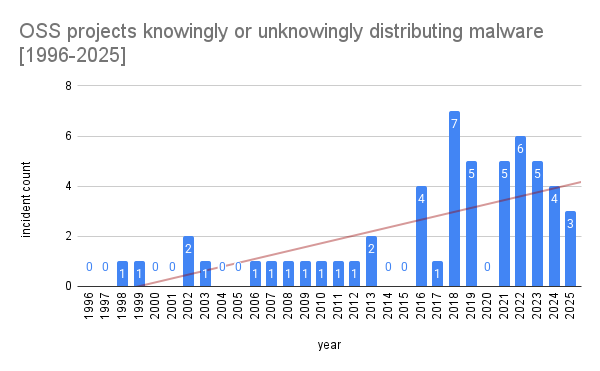 OSS projects knowingly or unknowingly distributing malware
[1996-2025]
8
6
4
2
0
incident count
0 0 1 1 0 0 2 1 0 0 1 1 1 1 1 1 1 2 0 0 4 1 7 5 0 5 6 5 4 3
1996 1997 1998 1999 2000 2001 2002 2003 2004 2005 2006 2007 2008 2009 2010 2011 2012 2013 2014 2015 2016 2017 2018 2019 2020 2021 2022 2023 2024 2025
year